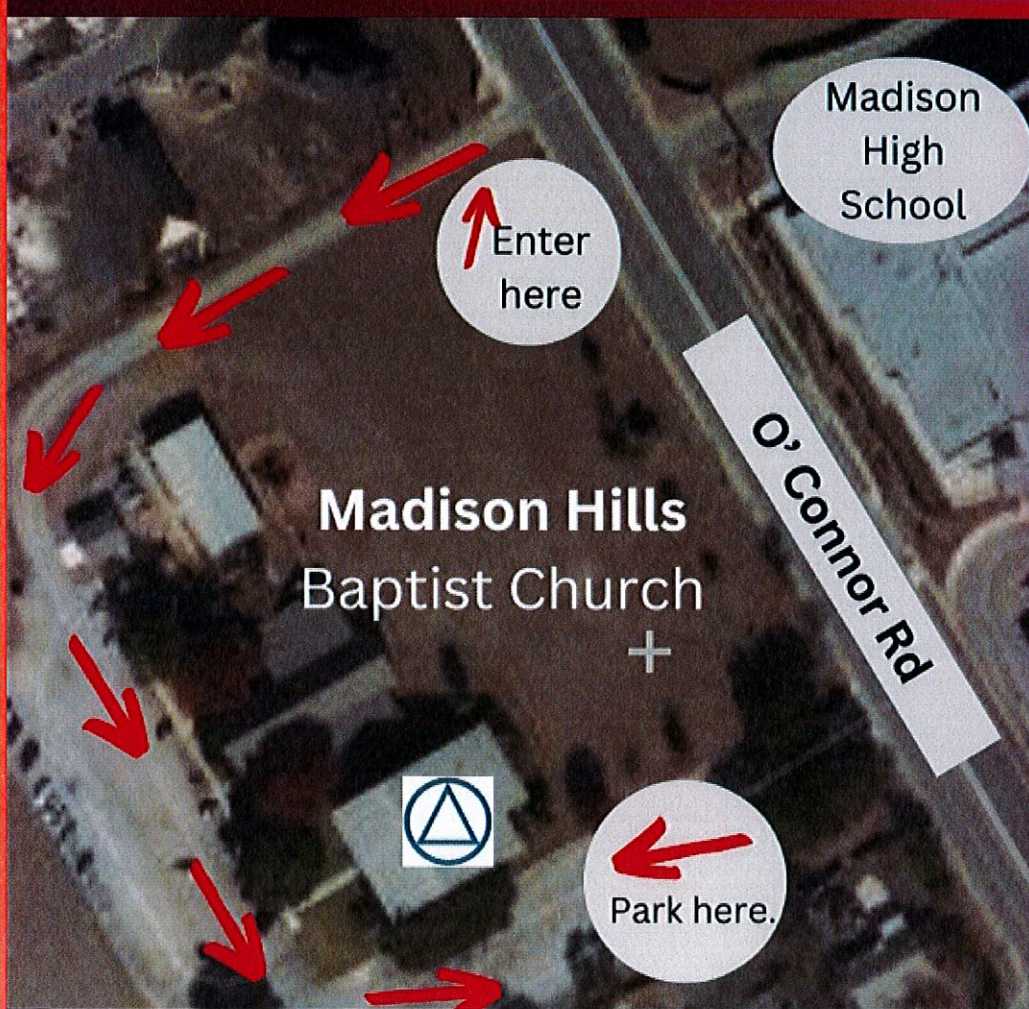 Madison
High
School
Enter
here
O' Connor Rd
Madison Hills
Baptist Church
Park here.